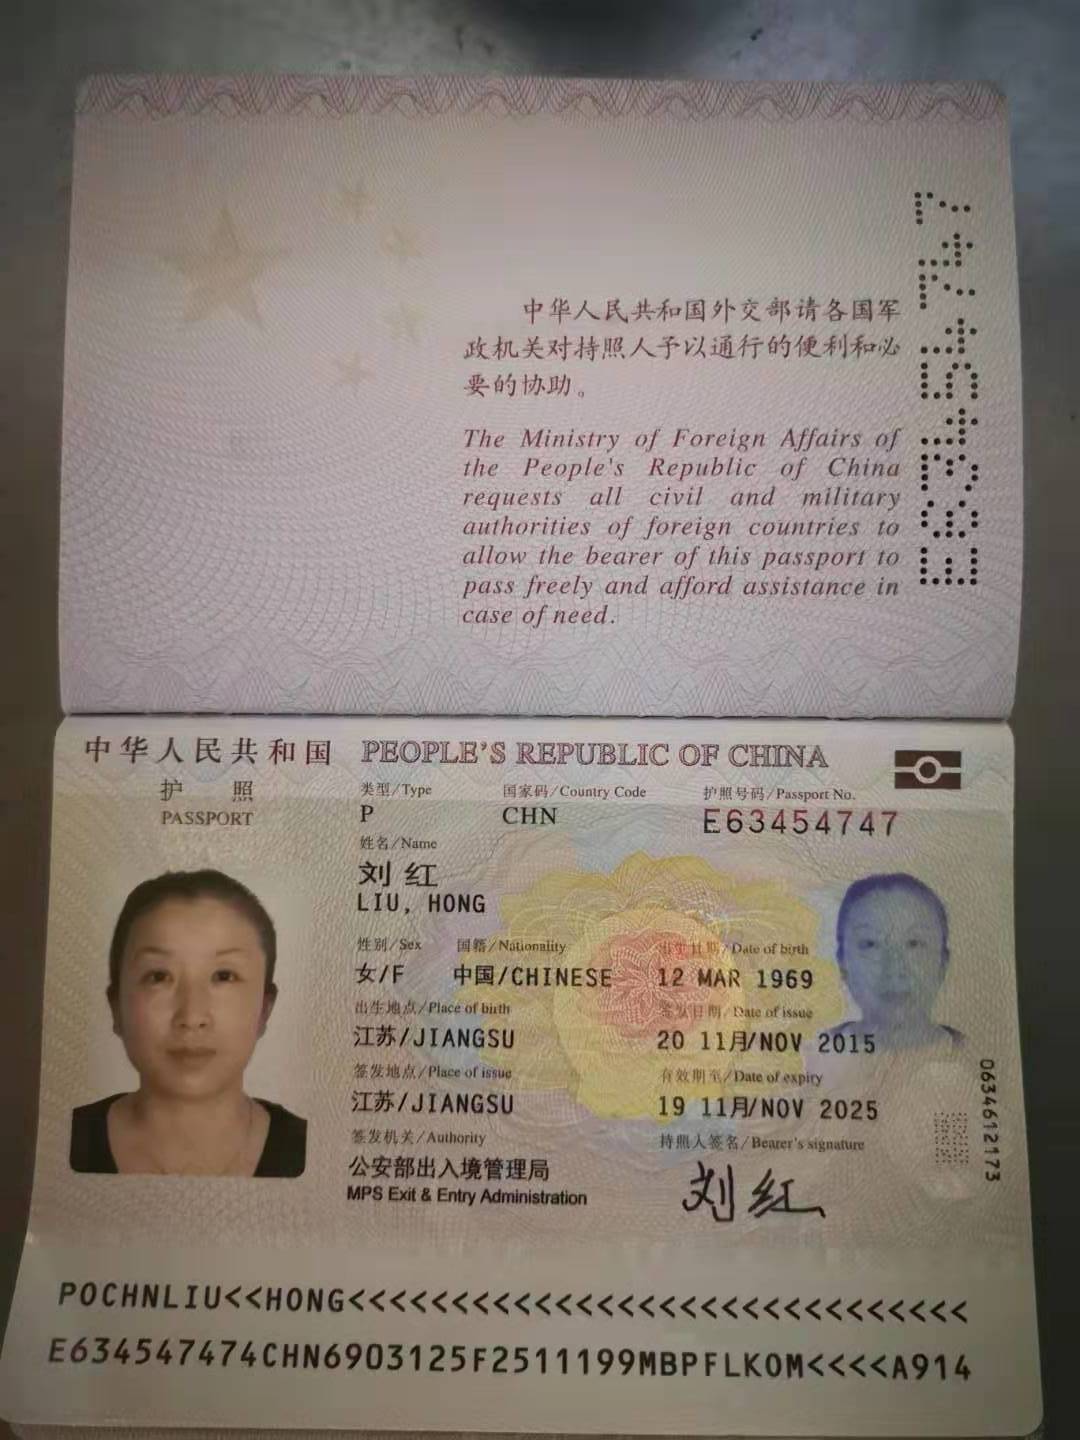 中华人民共和国外交部请各国军
政机关对持照人予以通行的便利和必
要的协助。
The Ministry of Foreign Affairs of
the People's Republic of China
requests all civil and military
authorities of foreign countries to
allow the bearer of this passport to
pass freely and afford assistance in
case of need.
E63454747
中华人民共和国 PEOPLE'S REPUBLIC OF CHINA
护 照
PASSPORT
类型/Type 国家码/Country Code 护照号码/Passport No.
P CHN E63454747
姓名/Name
刘红
LIU, HONG
性别/Sex 国籍/Nationality 出生日期/Date of birth
女/F 中国/CHINESE 12 MAR 1969
出生地点/Place of birth 签发日期/Date of issue
江苏/JIANGSU 20 11月/NOV 2015
签发地点/Place of issue 有效期至/Date of expiry
江苏/JIANGSU 19 11月/NOV 2025
签发机关/Authority 持照人签名/Bearer's signature
公安部出入境管理局
MPS Exit & Entry Administration
刘红
0634612173
POCHNLIU<<HONG<<<<<<<<<<<<<<<<<<<<<<<<<<<<<<
E634547474CHN6903125F2511199MBPFLKOM<<<<A914